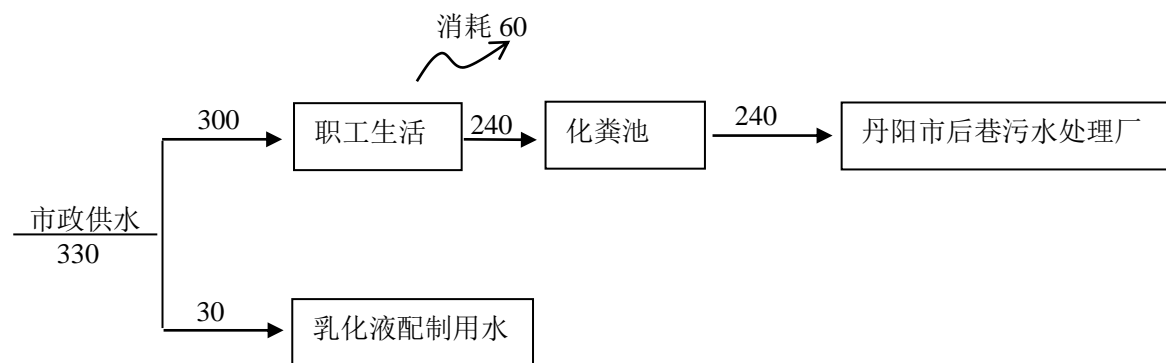 消耗 60
300
职工生活
240
化粪池
240
丹阳市后巷污水处理厂
市政供水
330
30
乳化液配制用水